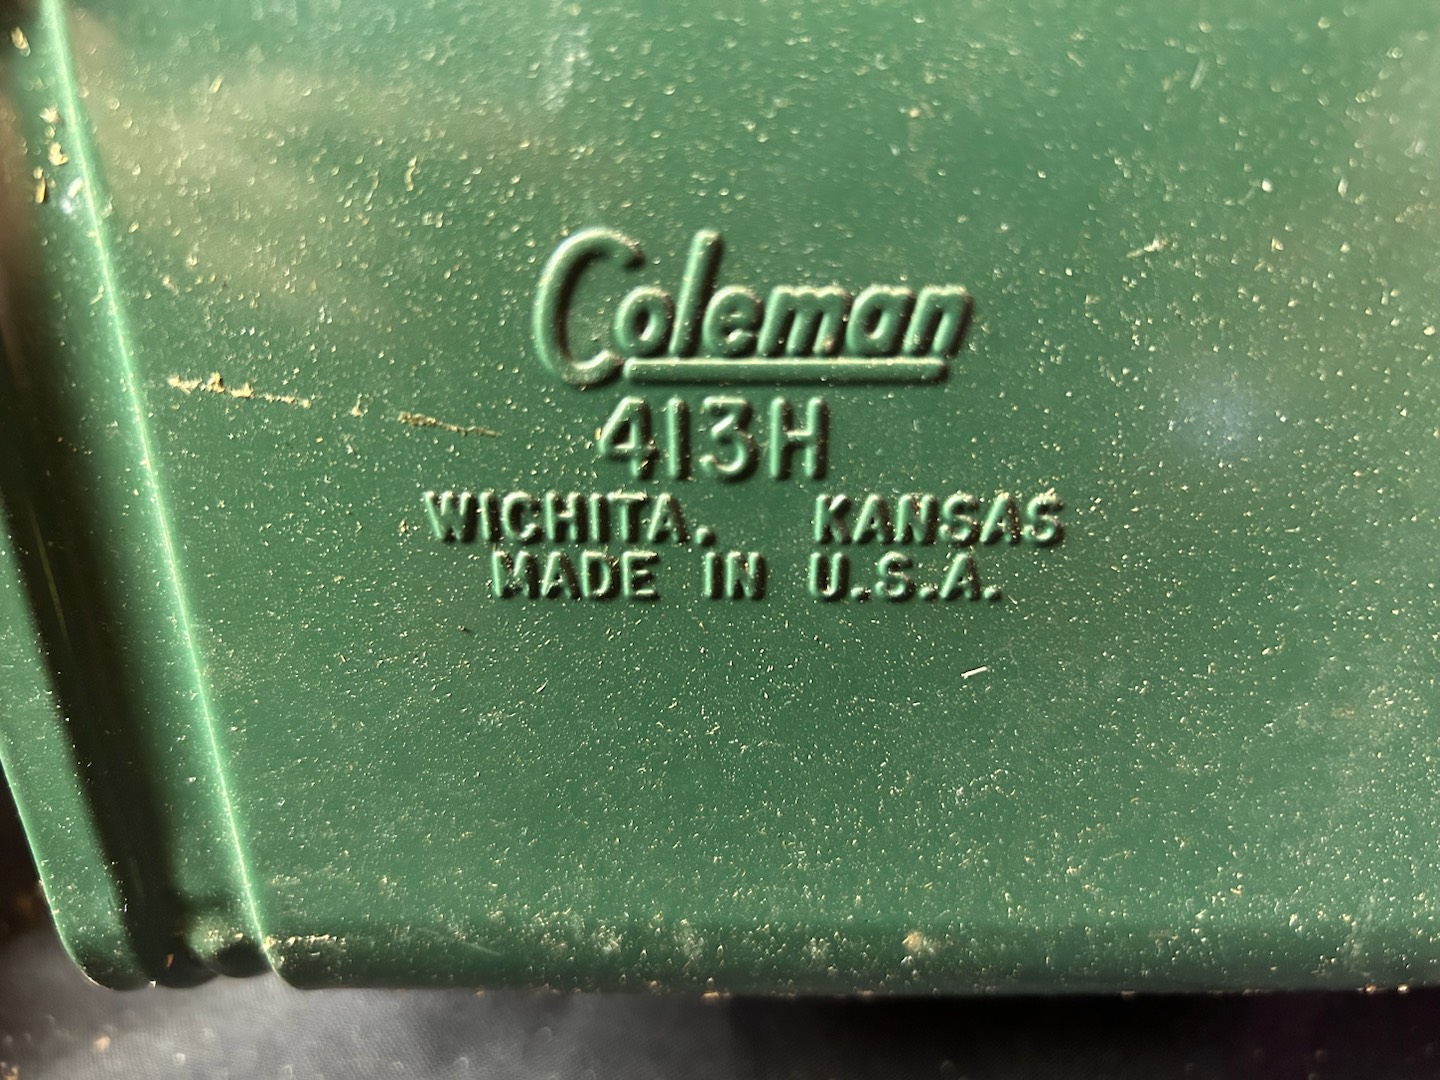 Coleman
413H
WICHITA, KANSAS
MADE IN U.S.A.